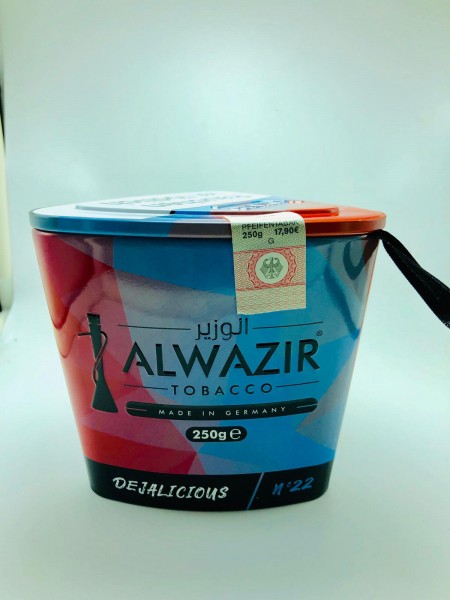 PFEIFENTABAK
250g 17,90€
G
الوزير
ALWAZIR®
TOBACCO
MADE IN GERMANY
250g ℮
DEJALICIOUS / n°22